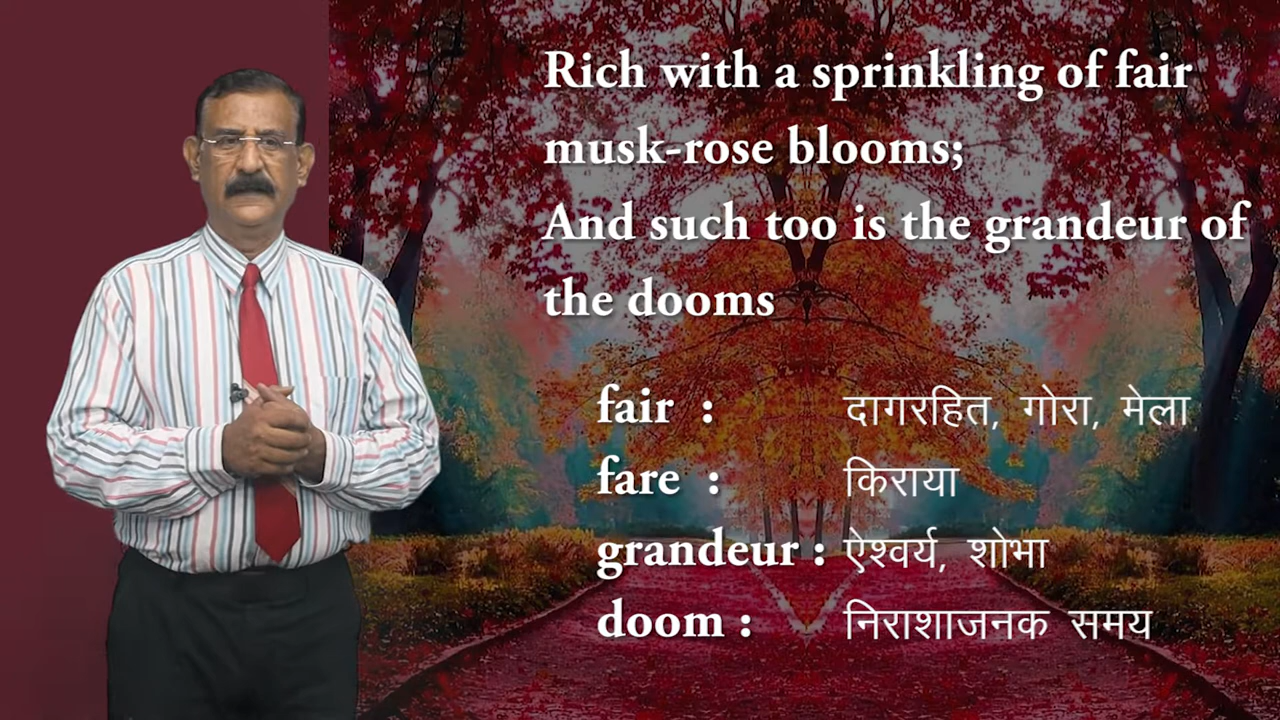 Rich with a sprinkling of fair
musk-rose blooms;
And such too is the grandeur of
the dooms
fair : दागरहित, गोरा, मेला
fare : किराया
grandeur : ऐश्वर्य, शोभा
doom : निराशाजनक समय